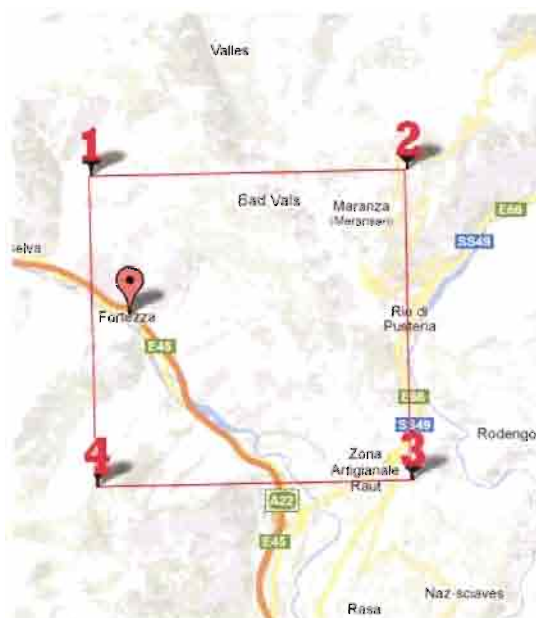 Valles
1
2
Bad Vals
Maranza
(Meransen)
E66
SS49
elva
Fortezza
Rio di
Pusteria
E45
E66
SS49
4
3
Zona
Artigianale
Raut
Rodengo
A22
E45
Naz-sciaves
Rasa